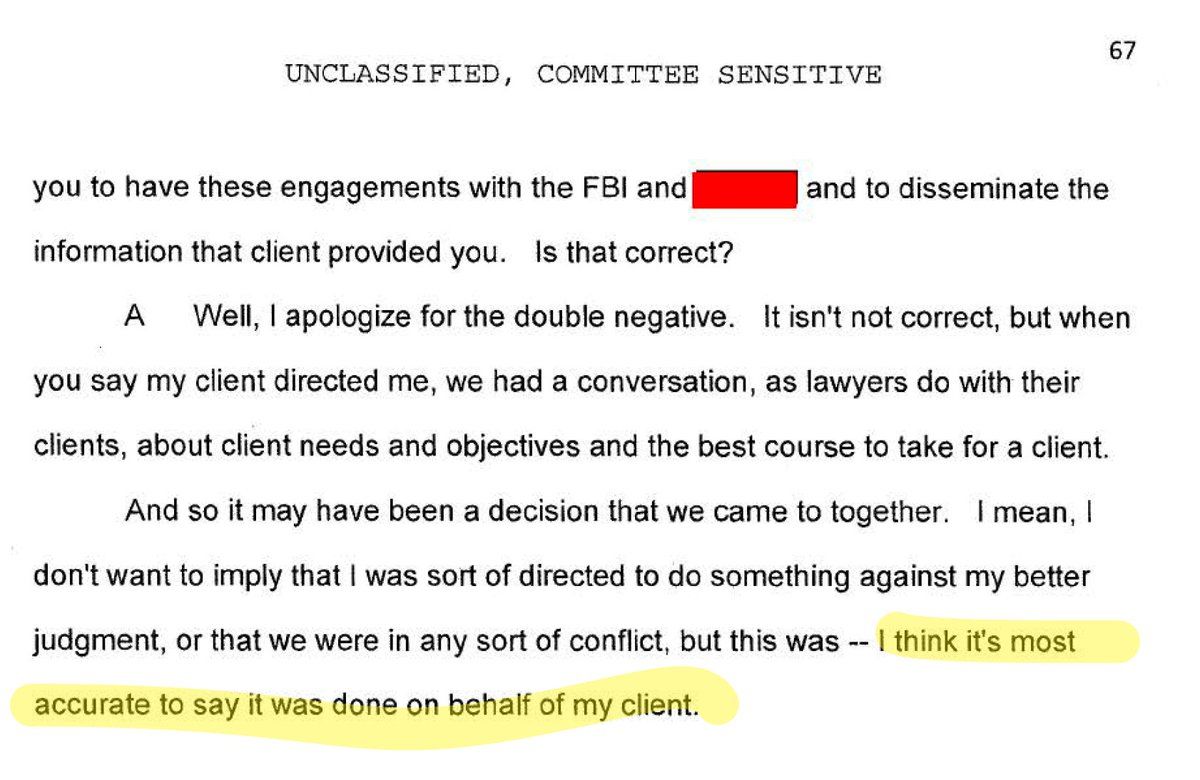 67
UNCLASSIFIED, COMMITTEE SENSITIVE
you to have these engagements with the FBI and and to disseminate the
information that client provided you. Is that correct?
A Well, I apologize for the double negative. It isn't not correct, but when
you say my client directed me, we had a conversation, as lawyers do with their
clients, about client needs and objectives and the best course to take for a client.
And so it may have been a decision that we came to together. I mean, I
don't want to imply that I was sort of directed to do something against my better
judgment, or that we were in any sort of conflict, but this was -- I think it's most
accurate to say it was done on behalf of my client.